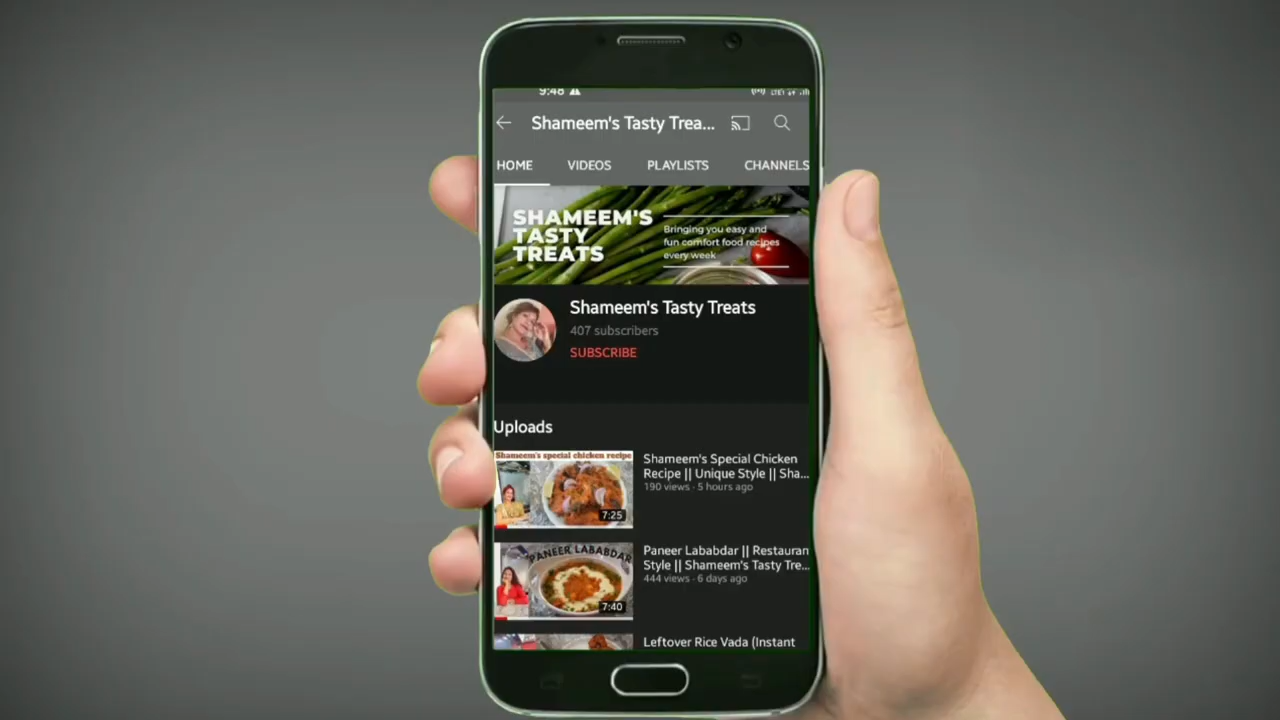 9:48
Shameem's Tasty Trea...
HOME VIDEOS PLAYLISTS CHANNELS
SHAMEEM'S
TASTY
TREATS
Bringing you easy and
fun comfort food recipes
every week
Shameem's Tasty Treats
407 subscribers
SUBSCRIBE
Uploads
Shameem's special chicken recipe
7:25
Shameem's Special Chicken
Recipe || Unique Style || Sha...
190 views · 5 hours ago
PANEER LABABDAR
7:40
Paneer Lababdar || Restauran
Style || Shameem's Tasty Tre...
444 views · 6 days ago
Leftover Rice Vada (Instant